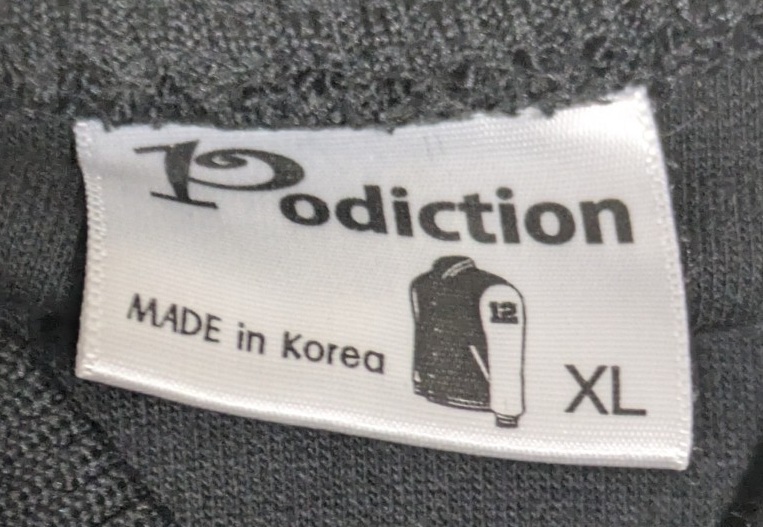 Podiction
MADE in Korea
12
XL